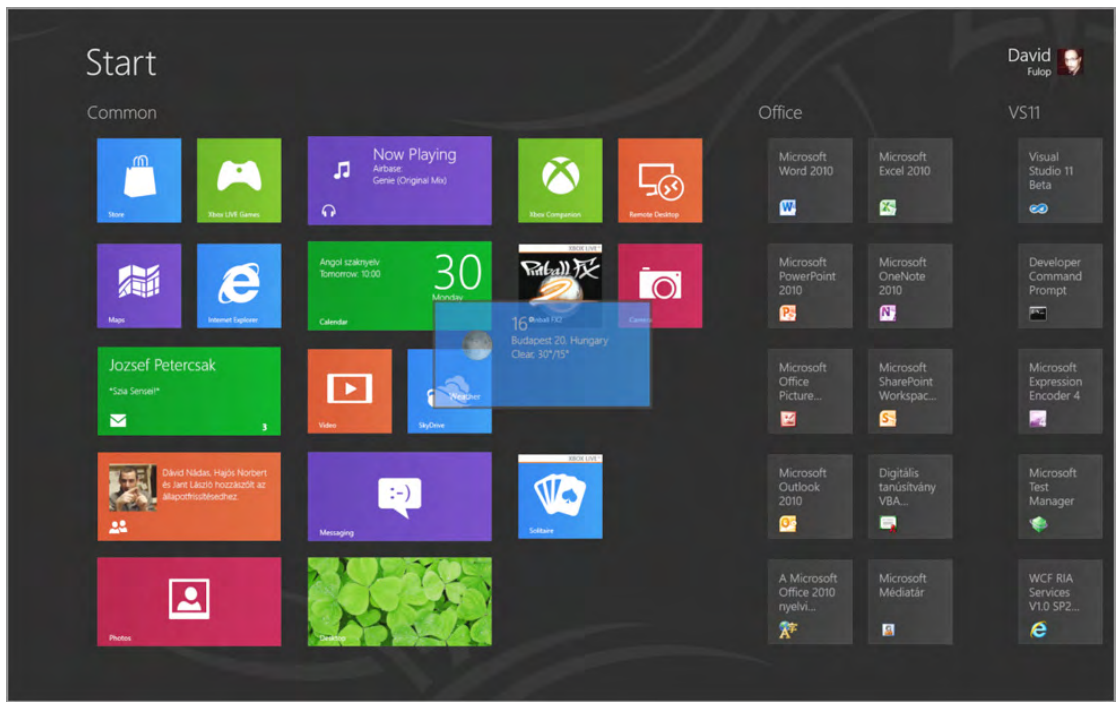 Start
David
Fulop
Common
Office
VS11
Store
Xbox LIVE Games
Now Playing
Airbase:
Genie (Original Mix)
Xbox Companion
Remote Desktop
Microsoft
Word 2010
Microsoft
Excel 2010
Visual
Studio 11
Beta
Maps
Internet Explorer
Angol szaknyelv
Tomorrow: 10:00
30
Monday
Calendar
XBOX LIVE
Pinball FX
Pinball FX2
Camera
Microsoft
PowerPoint
2010
Microsoft
OneNote
2010
Developer
Command
Prompt
16°
Budapest 20, Hungary
Clear, 30°/15°
Weather
Jozsef Petercsak
"Szia Sensei!"
3
Video
SkyDrive
Microsoft
Office
Picture...
Microsoft
SharePoint
Workspac...
Microsoft
Expression
Encoder 4
Dávid Nádas, Hajós Norbert
és Jant László hozzászólt az
állapotfrissítésedhez.
:-)
Messaging
XBOX LIVE
Solitaire
Microsoft
Outlook
2010
Digitális
tanúsítvány
VBA...
Microsoft
Test
Manager
Photos
Desktop
A Microsoft
Office 2010
nyelvi...
Microsoft
Médiatár
WCF RIA
Services
V1.0 SP2...